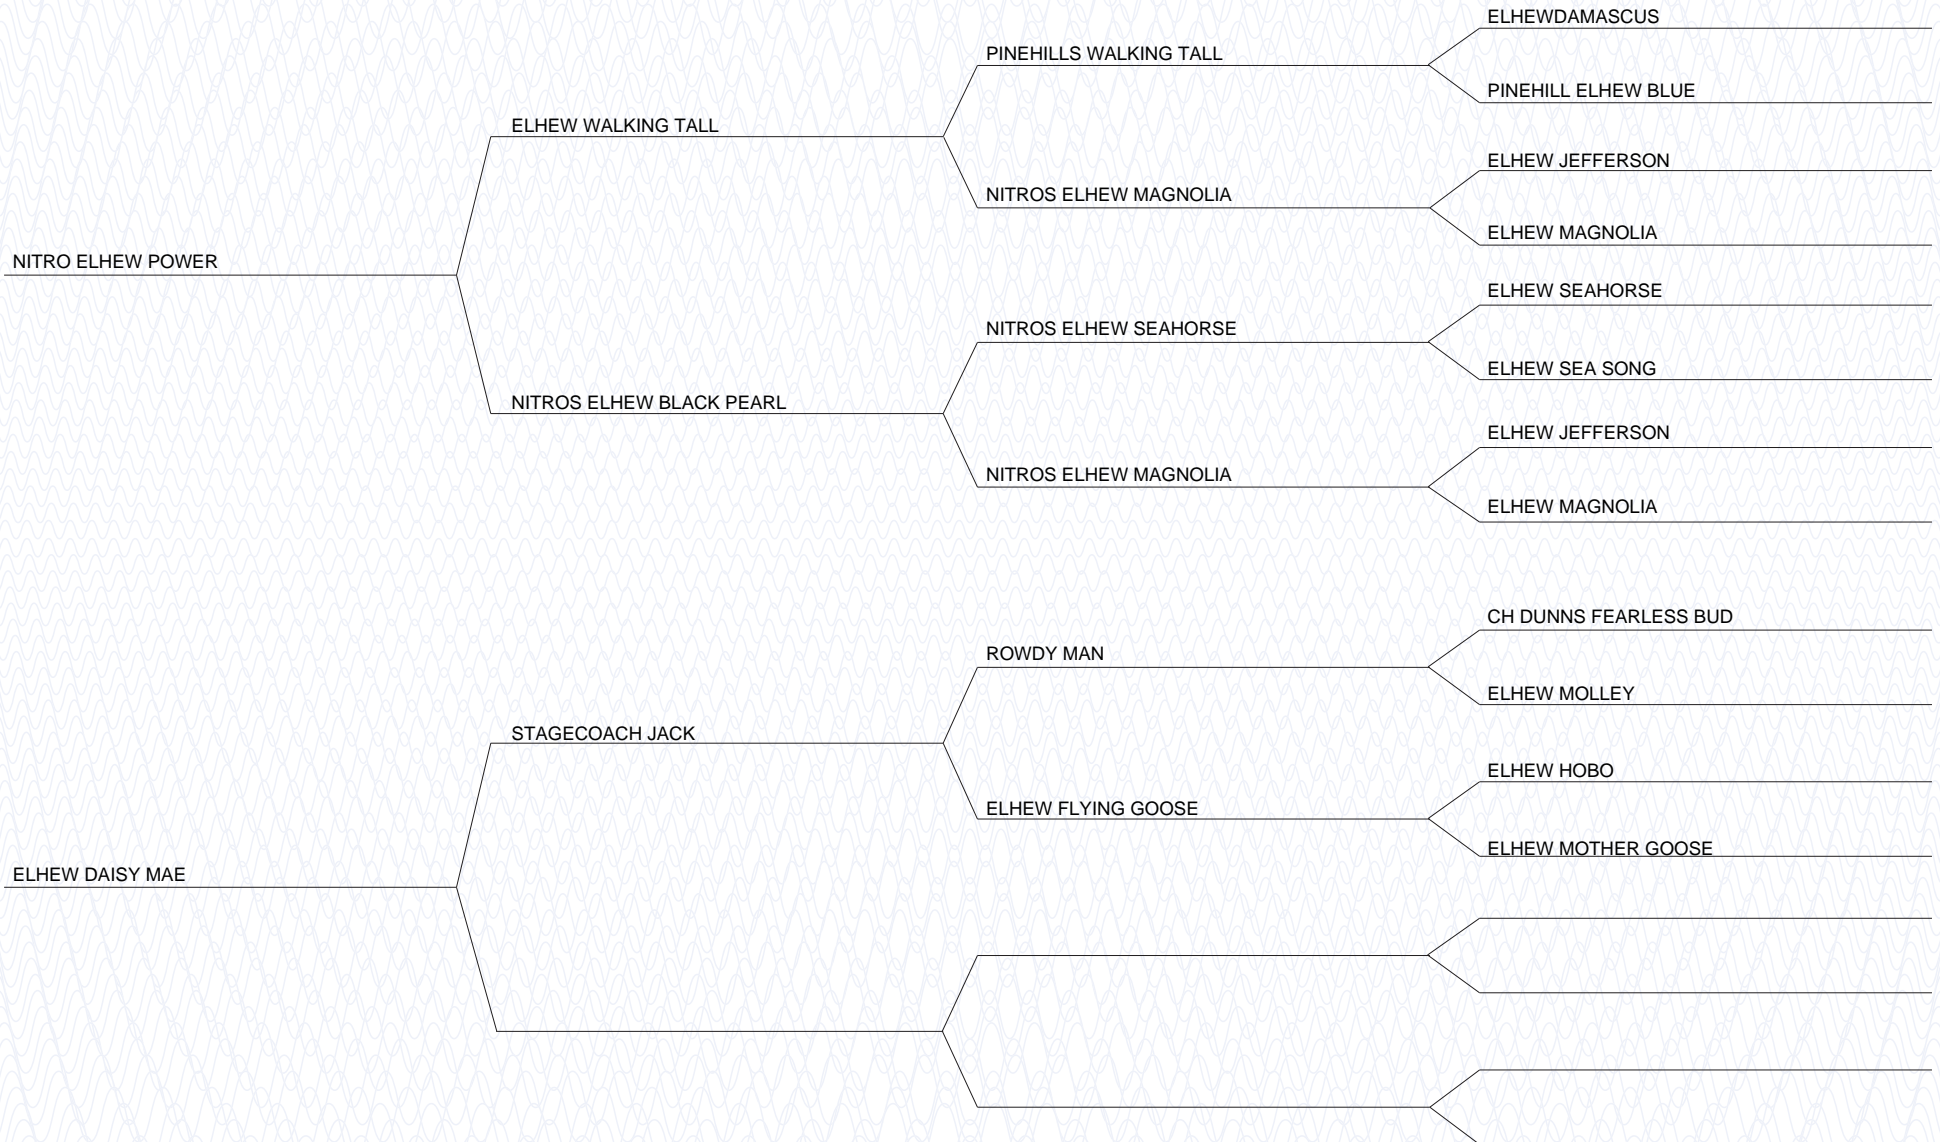 ELHEWDAMASCUS
PINEHILLS WALKING TALL
PINEHILL ELHEW BLUE
ELHEW WALKING TALL
ELHEW JEFFERSON
NITROS ELHEW MAGNOLIA
ELHEW MAGNOLIA
NITRO ELHEW POWER
ELHEW SEAHORSE
NITROS ELHEW SEAHORSE
ELHEW SEA SONG
NITROS ELHEW BLACK PEARL
ELHEW JEFFERSON
NITROS ELHEW MAGNOLIA
ELHEW MAGNOLIA
CH DUNNS FEARLESS BUD
ROWDY MAN
ELHEW MOLLEY
STAGECOACH JACK
ELHEW HOBO
ELHEW FLYING GOOSE
ELHEW MOTHER GOOSE
ELHEW DAISY MAE